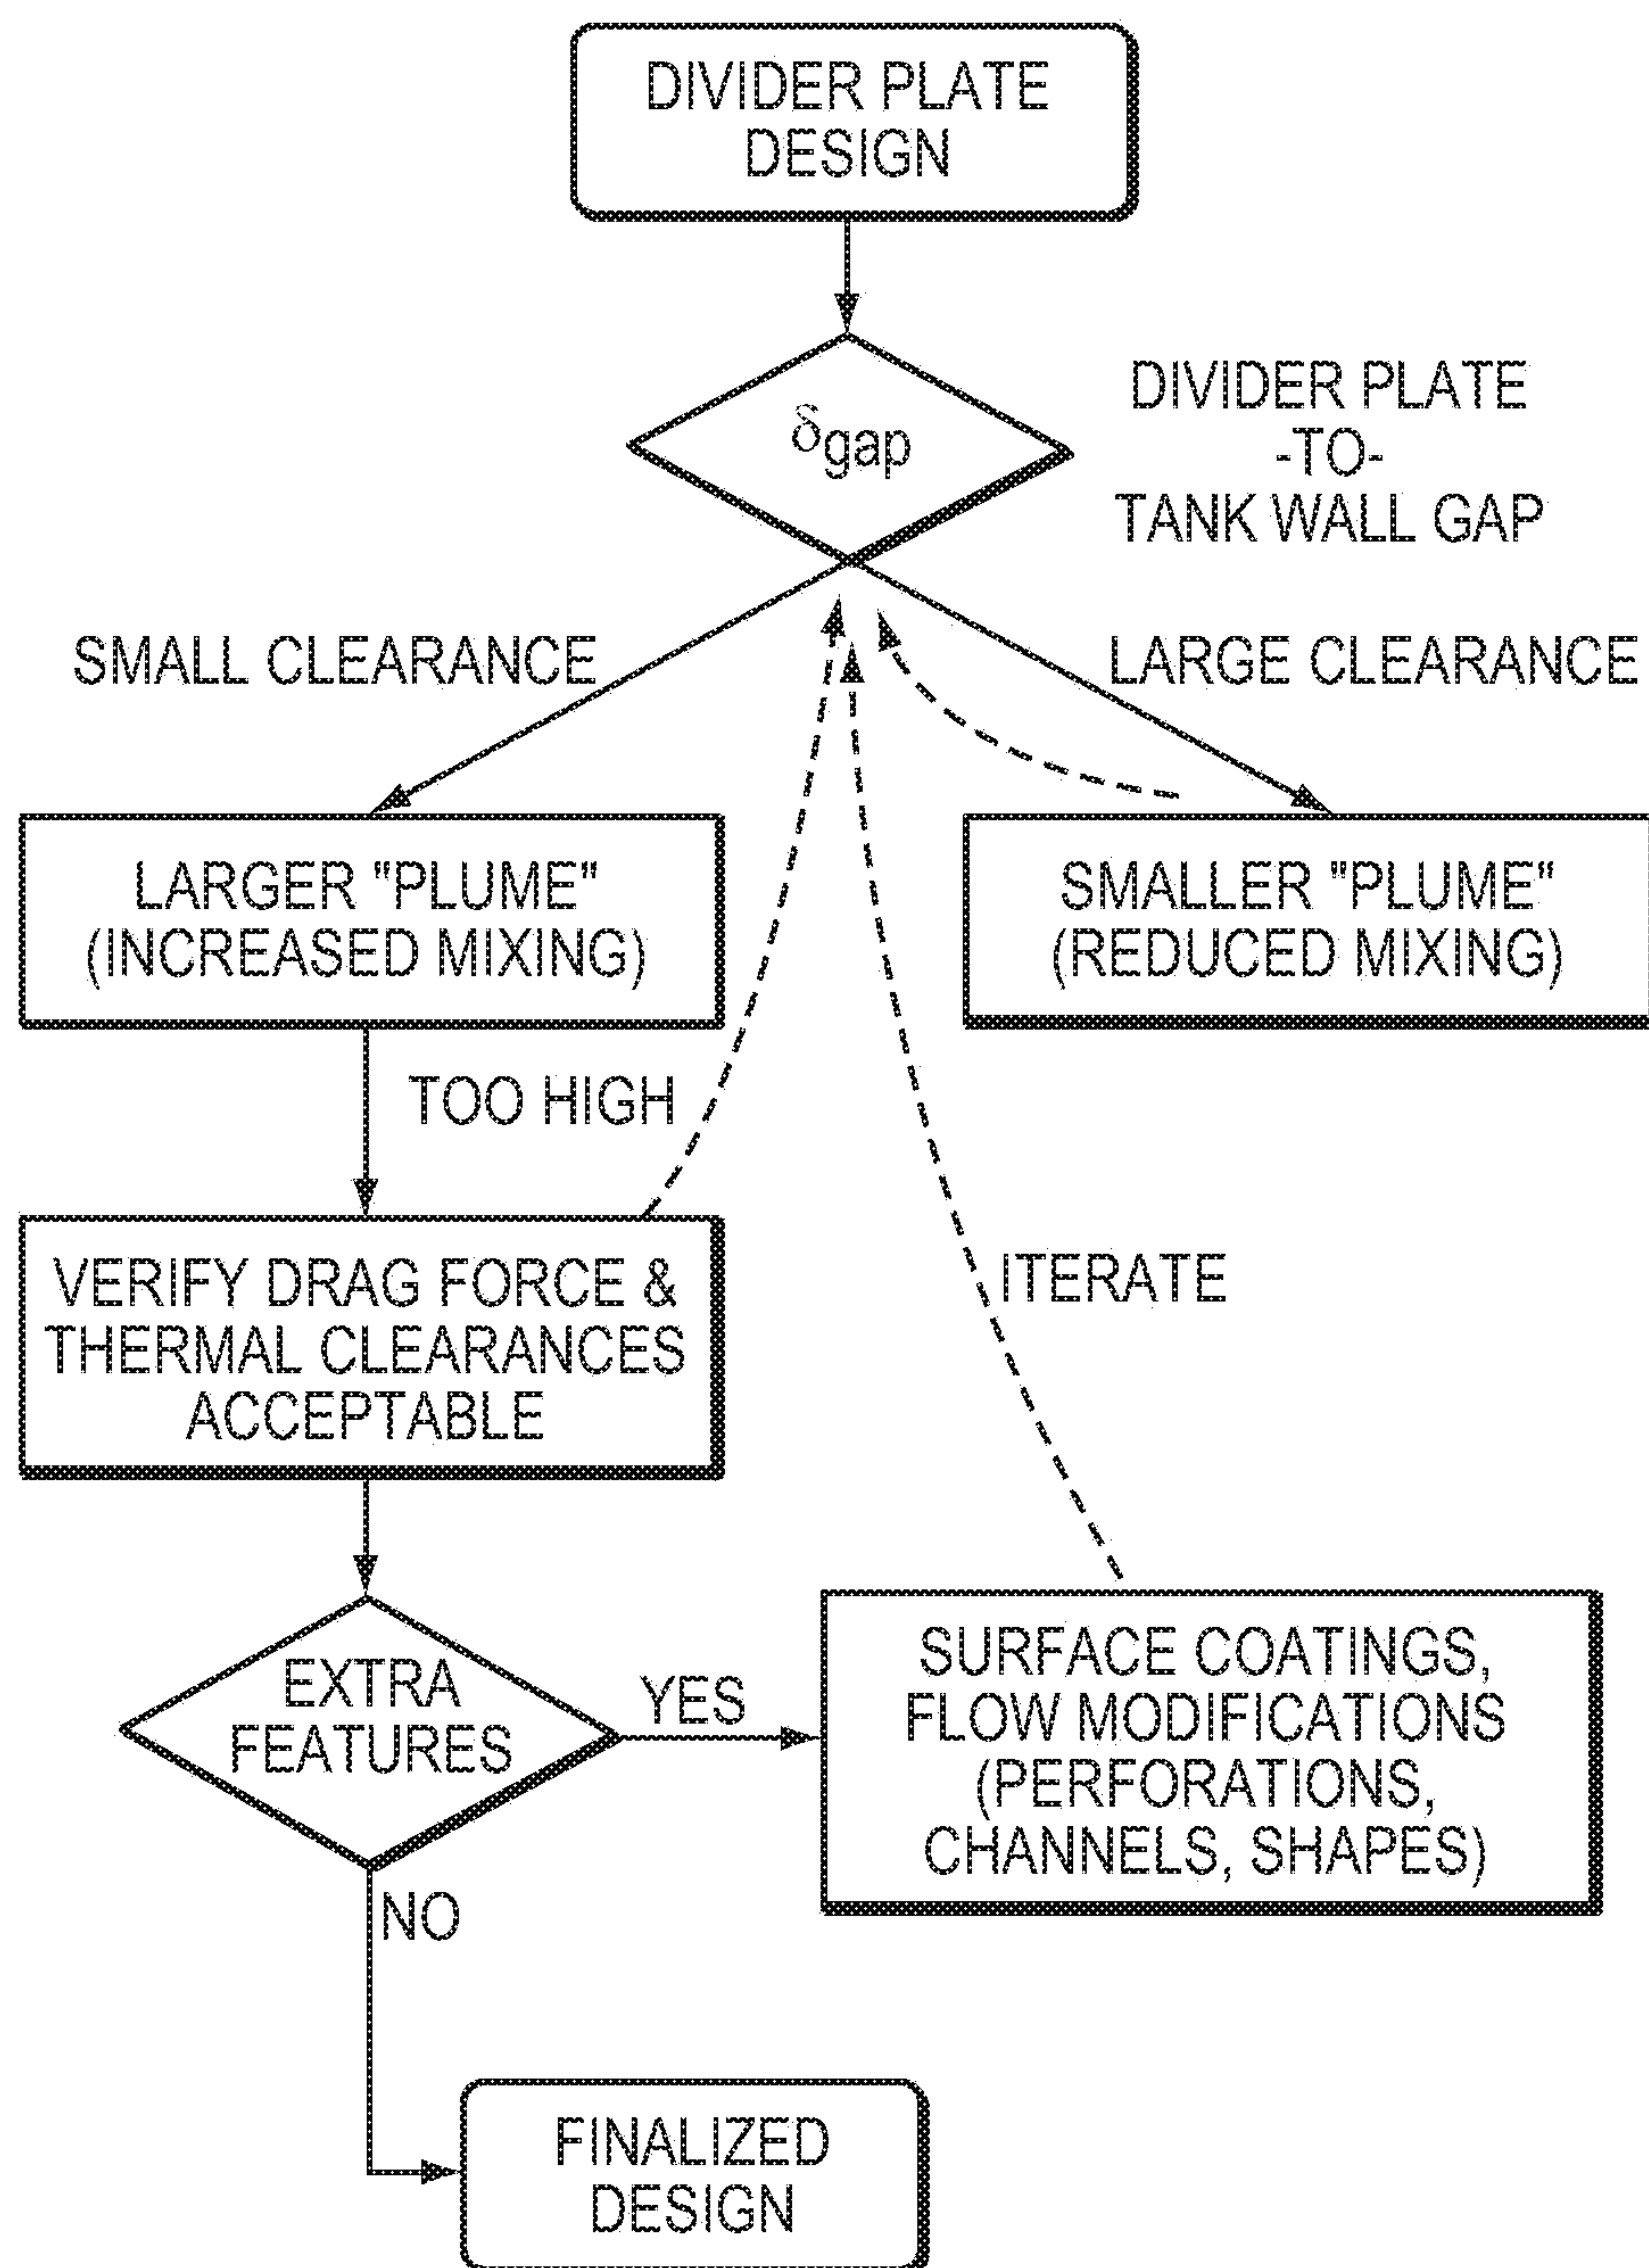 DIVIDER PLATE
DESIGN
δgap
DIVIDER PLATE
-TO-
TANK WALL GAP
SMALL CLEARANCE
LARGE CLEARANCE
LARGER "PLUME"
(INCREASED MIXING)
SMALLER "PLUME"
(REDUCED MIXING)
TOO HIGH
VERIFY DRAG FORCE &
THERMAL CLEARANCES
ACCEPTABLE
ITERATE
EXTRA
FEATURES
YES
SURFACE COATINGS,
FLOW MODIFICATIONS
(PERFORATIONS,
CHANNELS, SHAPES)
NO
FINALIZED
DESIGN